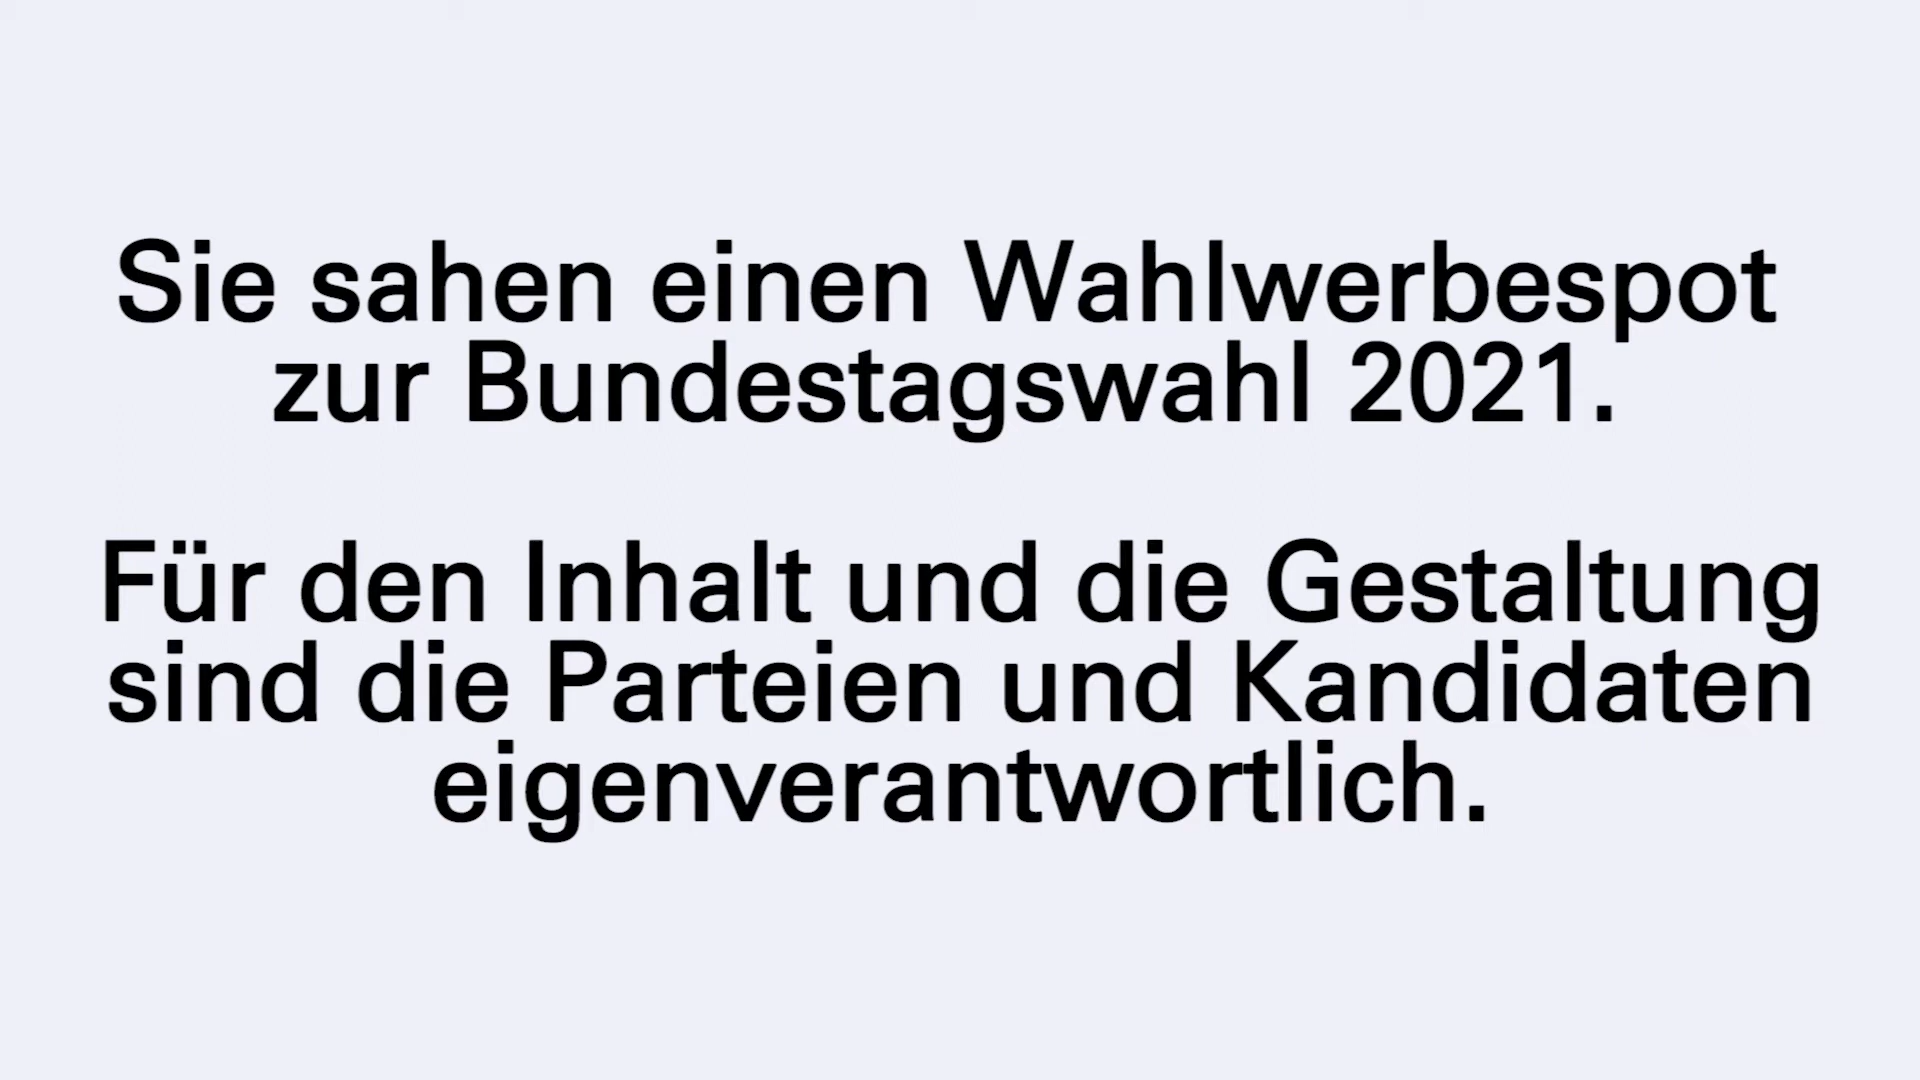 Sie sahen einen Wahlwerbespot
zur Bundestagswahl 2021.
Für den Inhalt und die Gestaltung
sind die Parteien und Kandidaten
eigenverantwortlich.